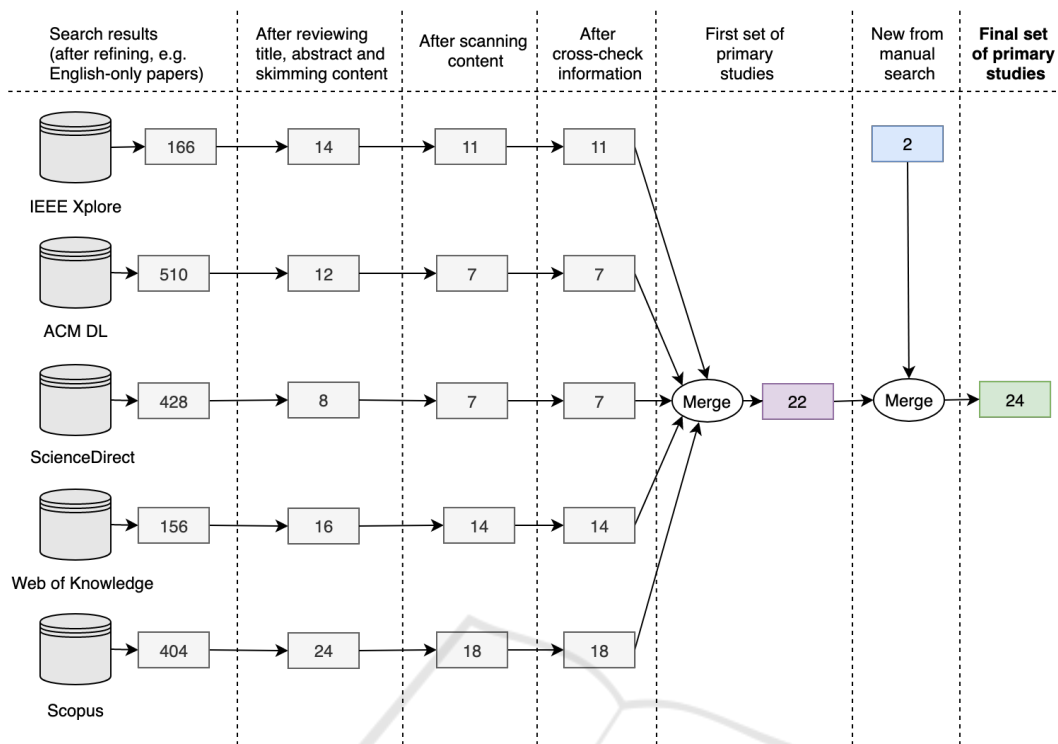 Search results
(after refining, e.g.
English-only papers)
After reviewing
title, abstract and
skimming content
After scanning
content
After
cross-check
information
First set of
primary
studies
New from
manual
search
Final set
of primary
studies
166
14
11
11
2
IEEE Xplore
510
12
7
7
ACM DL
428
8
7
7
Merge
22
Merge
24
ScienceDirect
156
16
14
14
Web of Knowledge
404
24
18
18
Scopus